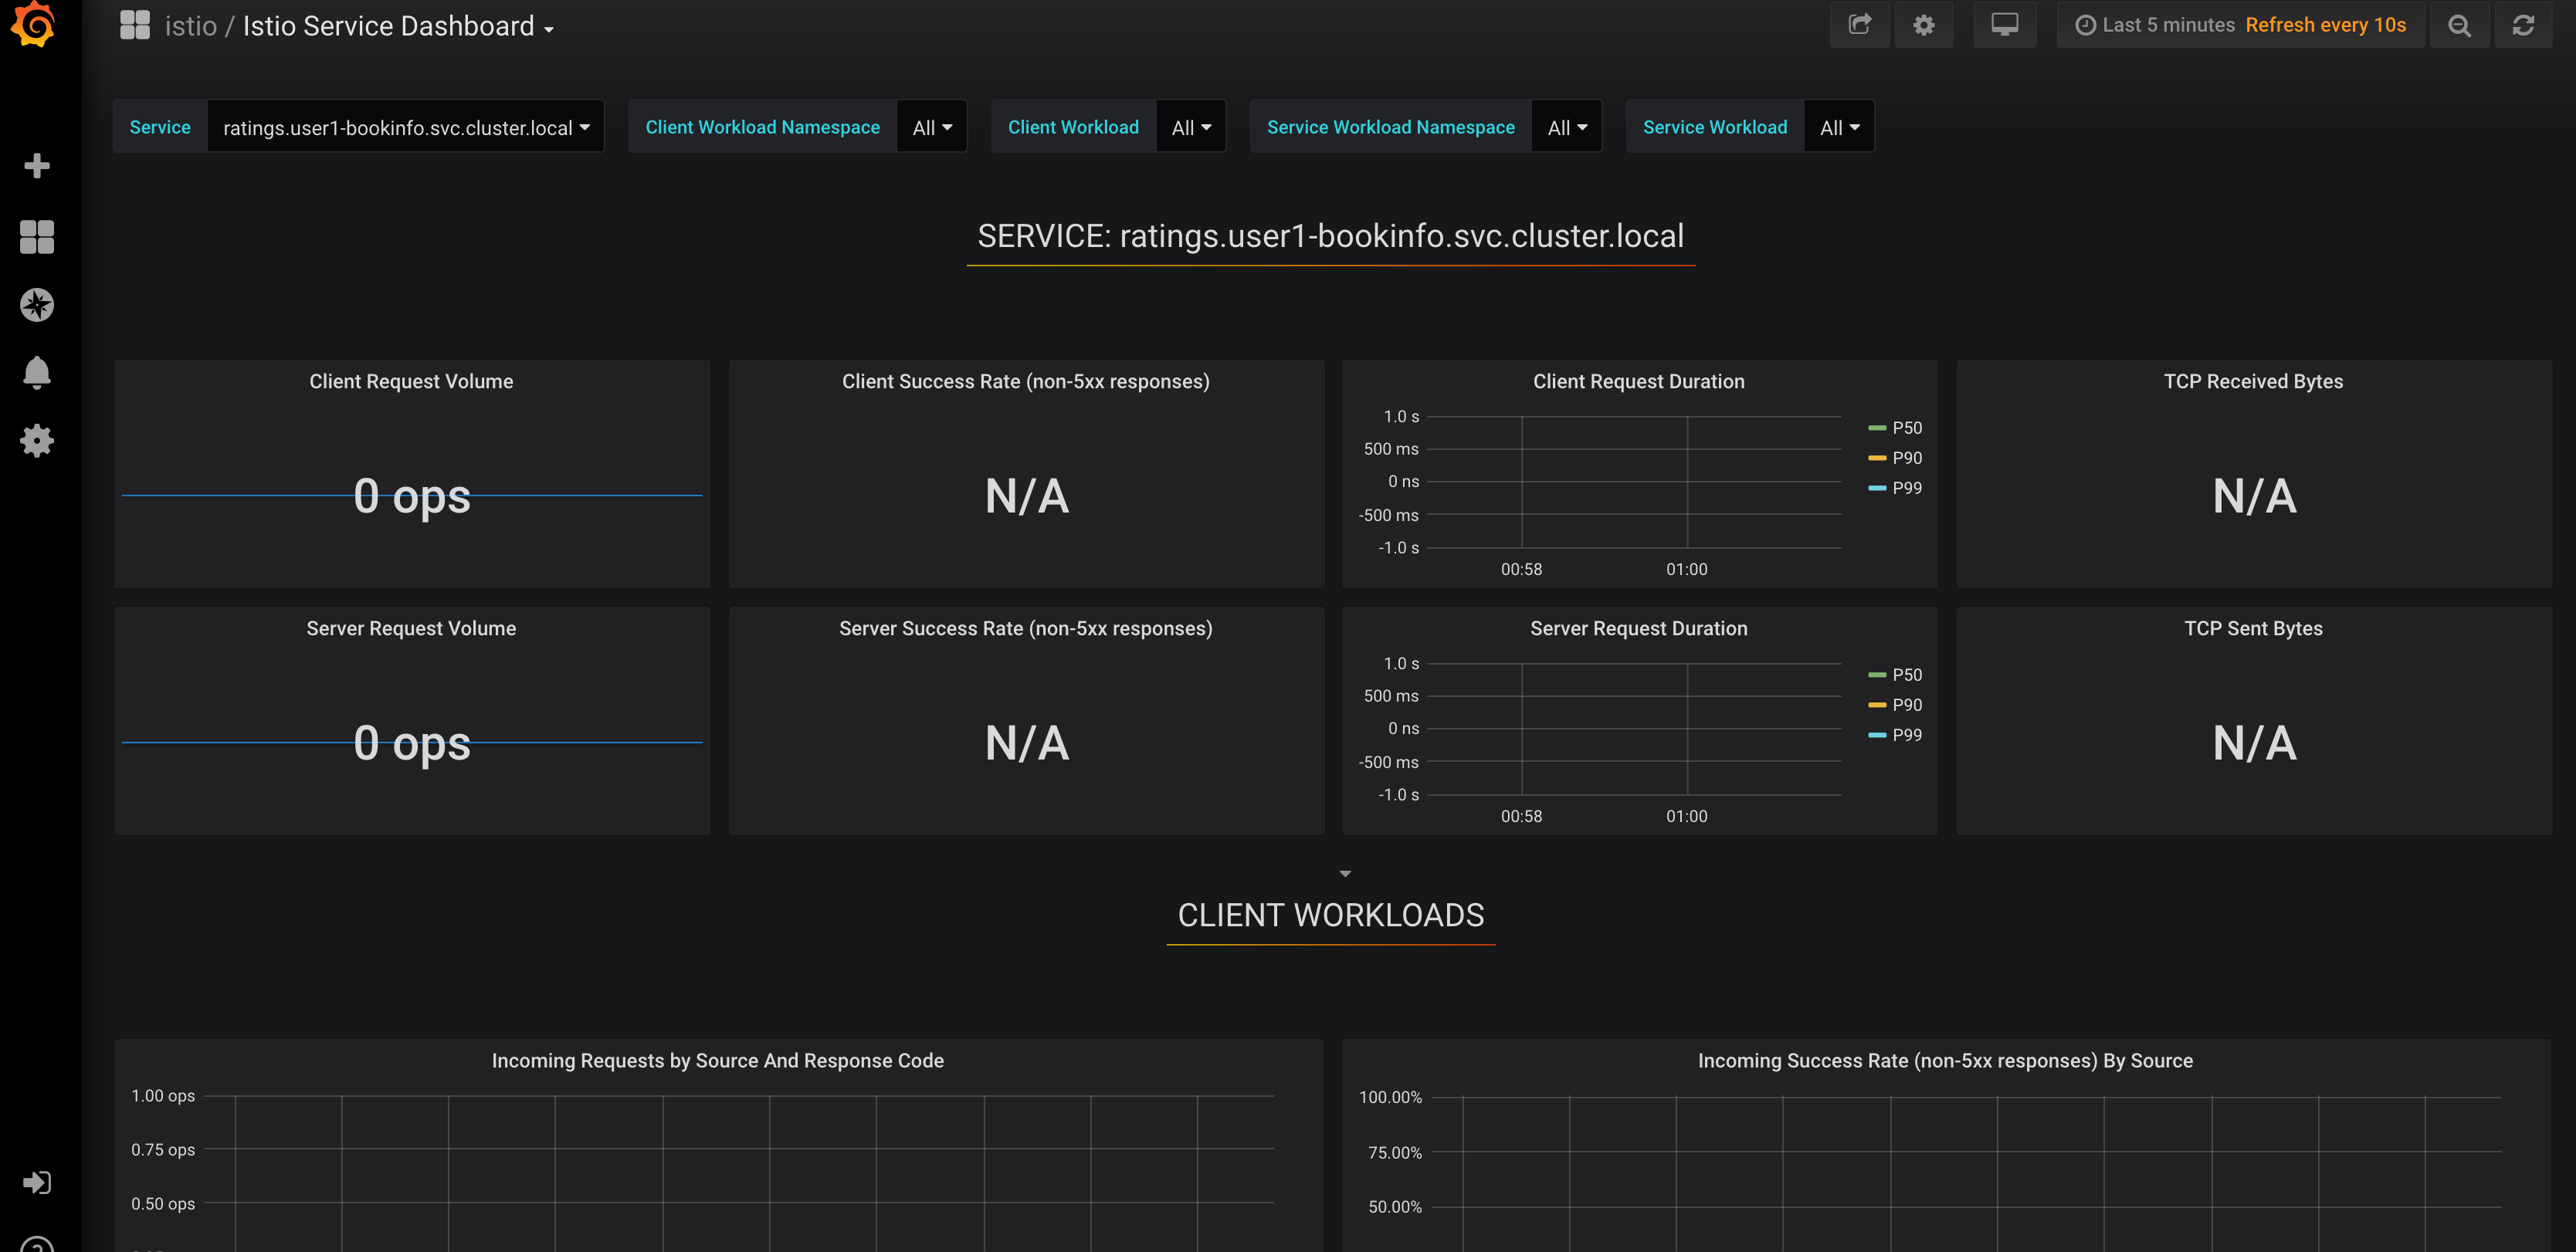 istio / Istio Service Dashboard
Last 5 minutes Refresh every 10s
Service ratings.user1-bookinfo.svc.cluster.local Client Workload Namespace All Client Workload All Service Workload Namespace All Service Workload All
SERVICE: ratings.user1-bookinfo.svc.cluster.local
Client Request Volume
0 ops
Client Success Rate (non-5xx responses)
N/A
Client Request Duration
1.0 s
500 ms
0 ns
-500 ms
-1.0 s
00:58 01:00
P50
P90
P99
TCP Received Bytes
N/A
Server Request Volume
0 ops
Server Success Rate (non-5xx responses)
N/A
Server Request Duration
1.0 s
500 ms
0 ns
-500 ms
-1.0 s
00:58 01:00
P50
P90
P99
TCP Sent Bytes
N/A
CLIENT WORKLOADS
Incoming Requests by Source And Response Code
1.00 ops
0.75 ops
0.50 ops
Incoming Success Rate (non-5xx responses) By Source
100.00%
75.00%
50.00%